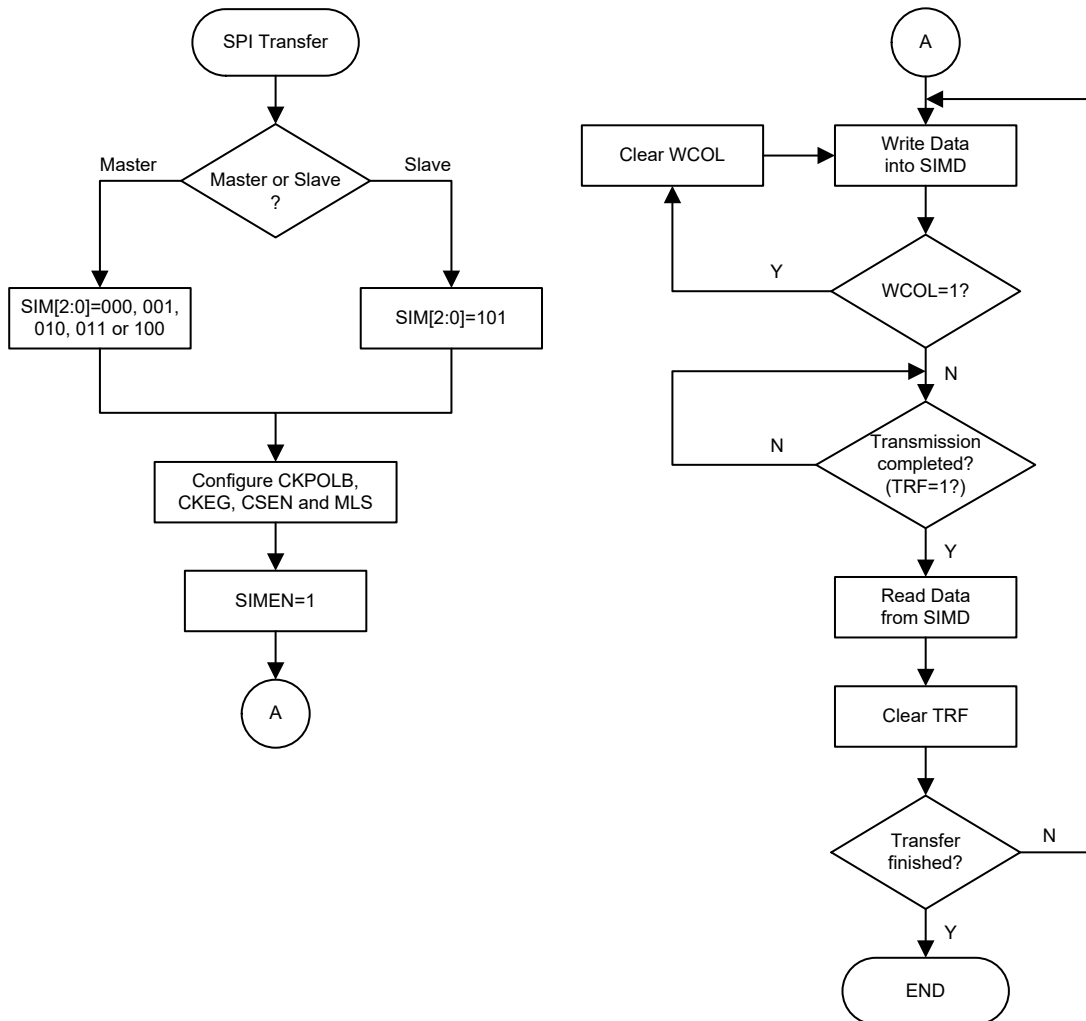 SPI Transfer
Master or Slave
?
Master
Slave
SIM[2:0]=000, 001,
010, 011 or 100
SIM[2:0]=101
Configure CKPOLB,
CKEG, CSEN and MLS
SIMEN=1
A
A
Write Data
into SIMD
Clear WCOL
WCOL=1?
Y
N
Transmission
completed?
(TRF=1?)
N
Y
Read Data
from SIMD
Clear TRF
Transfer
finished?
N
Y
END